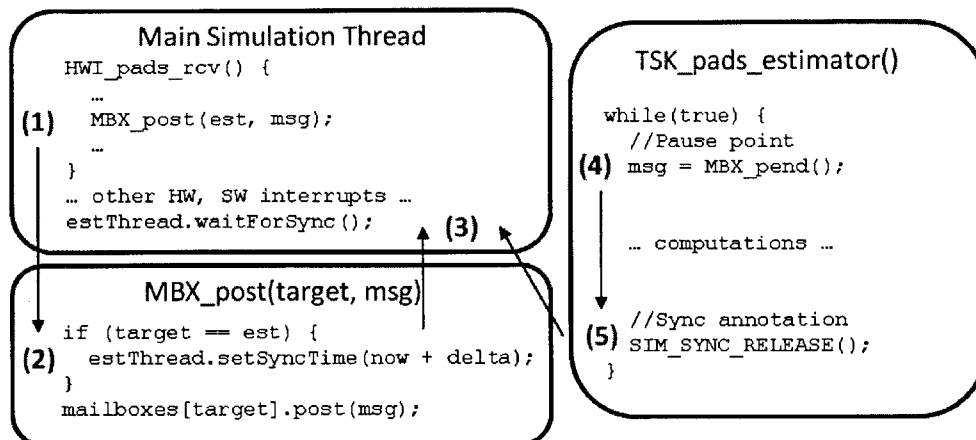 Main Simulation Thread
HWI_pads_rcv() {
…
(1) MBX_post(est, msg);
…
}
… other HW, SW interrupts …
estThread.waitForSync();
(3)
MBX_post(target, msg)
if (target == est) {
(2) estThread.setSyncTime(now + delta);
}
mailboxes[target].post(msg);
TSK_pads_estimator()
while(true) {
//Pause point
(4) msg = MBX_pend();
… computations …
//Sync annotation
(5) SIM_SYNC_RELEASE();
}